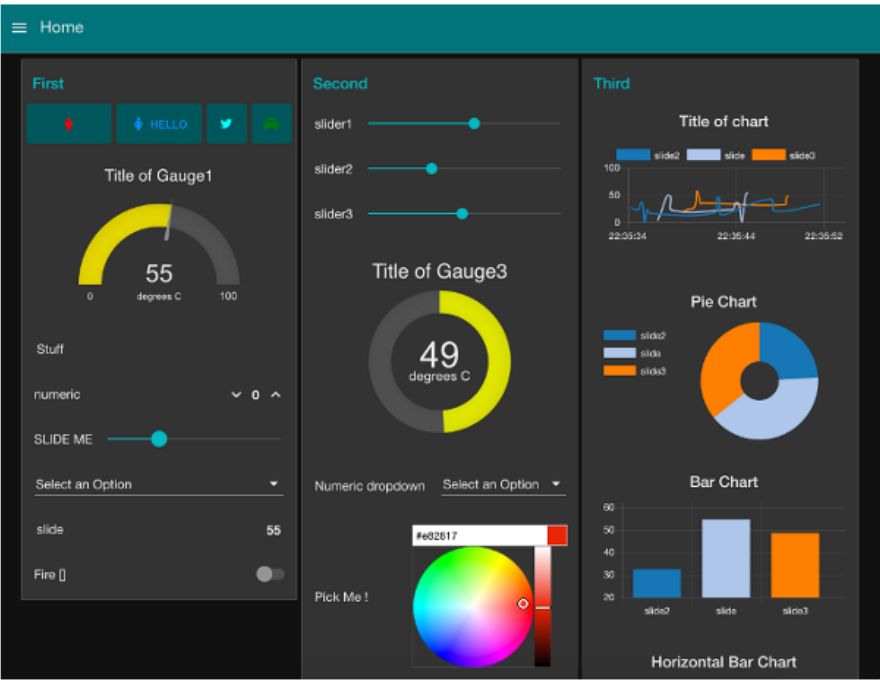 Home
First
HELLO
Title of Gauge1
55
degrees C
0
100
Stuff
numeric
0
SLIDE ME
Select an Option
slide
55
Fire []
Second
slider1
slider2
slider3
Title of Gauge3
49
degrees C
Numeric dropdown Select an Option
#e82817
Pick Me !
Third
Title of chart
slide2 slide slide3
100
50
0
22:35:34 22:35:44 22:35:52
Pie Chart
slide2
slide
slide3
Bar Chart
60
50
40
30
20
slide2 slide slide3
Horizontal Bar Chart